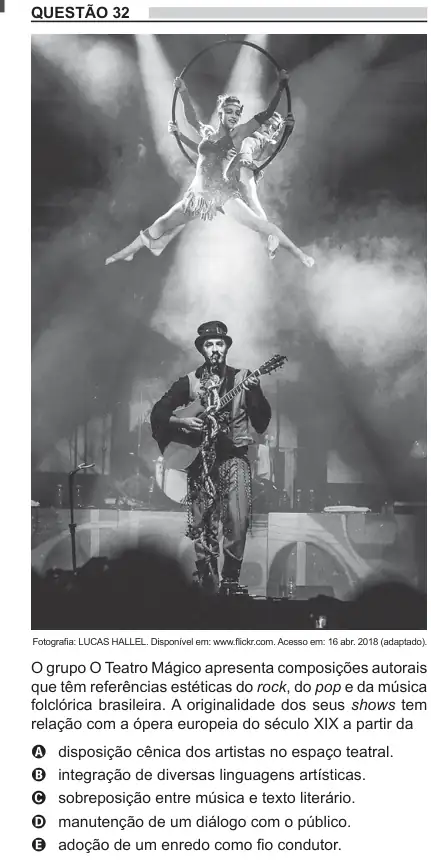 QUESTÃO 32
Fotografia: LUCAS HALLEL. Disponível em: www.flickr.com. Acesso em: 16 abr. 2018 (adaptado).
O grupo O Teatro Mágico apresenta composições autorais
que têm referências estéticas do rock, do pop e da música
folclórica brasileira. A originalidade dos seus shows tem
relação com a ópera europeia do século XIX a partir da
A disposição cênica dos artistas no espaço teatral.
B integração de diversas linguagens artísticas.
C sobreposição entre música e texto literário.
D manutenção de um diálogo com o público.
E adoção de um enredo como fio condutor.